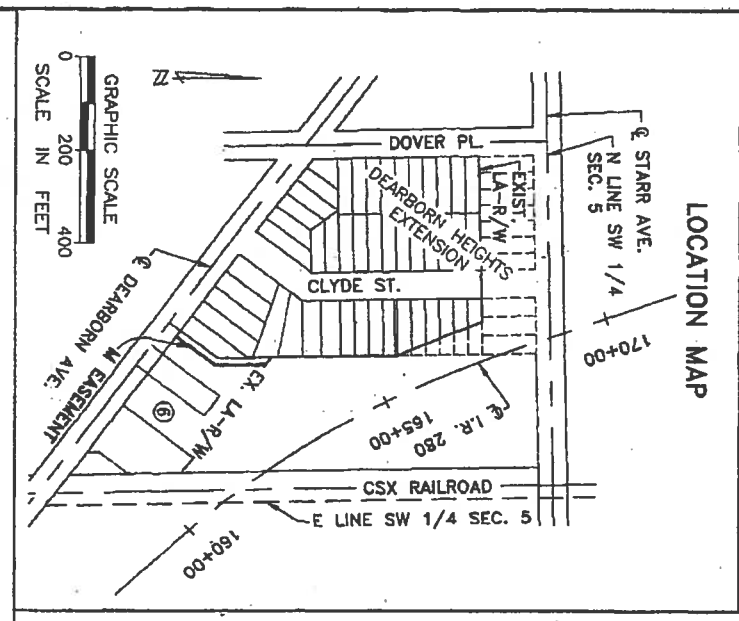 LOCATION MAP
℄ STARR AVE.
N LINE SW 1/4
SEC. 5
DOVER PL.
EXIST.
LA-R/W
DEARBORN HEIGHTS
EXTENSION
CLYDE ST.
170+00
℄ I.R. 280
165+00
160+00
EX. LA-R/W
6
M EASEMENT
℄ DEARBORN AVE.
CSX RAILROAD
E LINE SW 1/4 SEC. 5
N
0
200
400
GRAPHIC SCALE
SCALE IN FEET